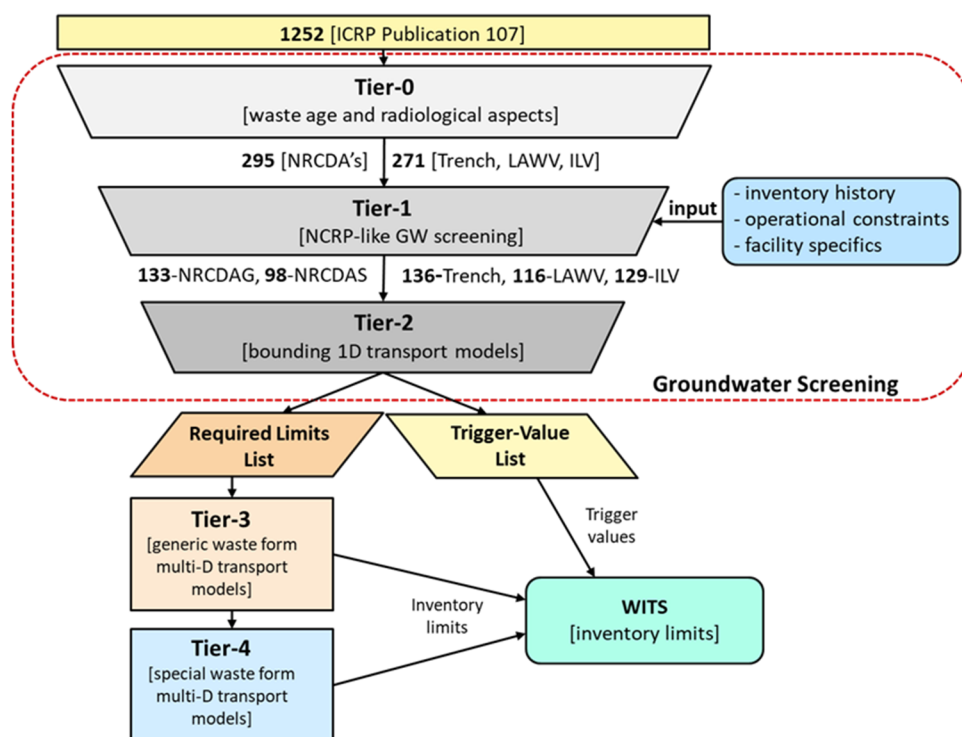 1252 [ICRP Publication 107]
Tier-0
[waste age and radiological aspects]
295 [NRCDA's]
271 [Trench, LAWV, ILV]
Tier-1
[NCRP-like GW screening]
input
- inventory history
- operational constraints
- facility specifics
133-NRCDAG, 98-NRCDAS
136-Trench, 116-LAWV, 129-ILV
Tier-2
[bounding 1D transport models]
Groundwater Screening
Required Limits
List
Trigger-Value
List
Tier-3
[generic waste form
multi-D transport
models]
Trigger
values
Inventory
limits
WITS
[inventory limits]
Tier-4
[special waste form
multi-D transport
models]